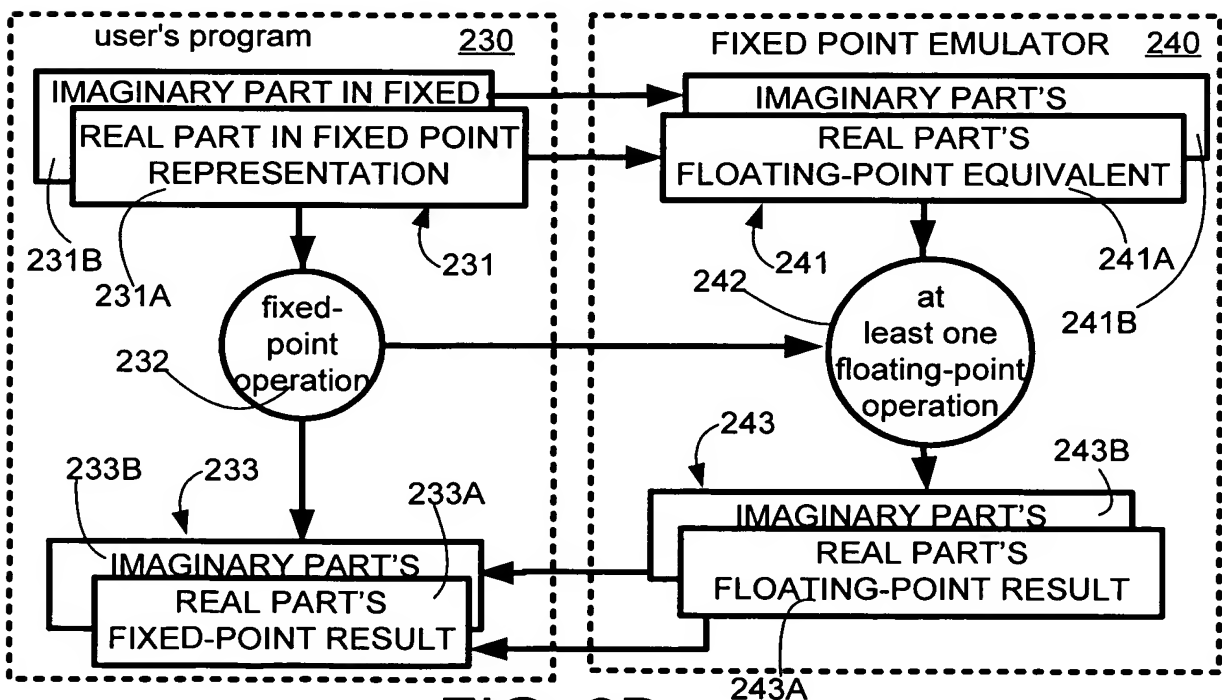 user's program 230
IMAGINARY PART IN FIXED
REAL PART IN FIXED POINT
REPRESENTATION
231B
231A
231
fixed-
point
operation
232
233B
233
233A
IMAGINARY PART'S
REAL PART'S
FIXED-POINT RESULT
FIXED POINT EMULATOR 240
IMAGINARY PART'S
REAL PART'S
FLOATING-POINT EQUIVALENT
241
241A
241B
242
at
least one
floating-point
operation
243
243B
IMAGINARY PART'S
REAL PART'S
FLOATING-POINT RESULT
243A